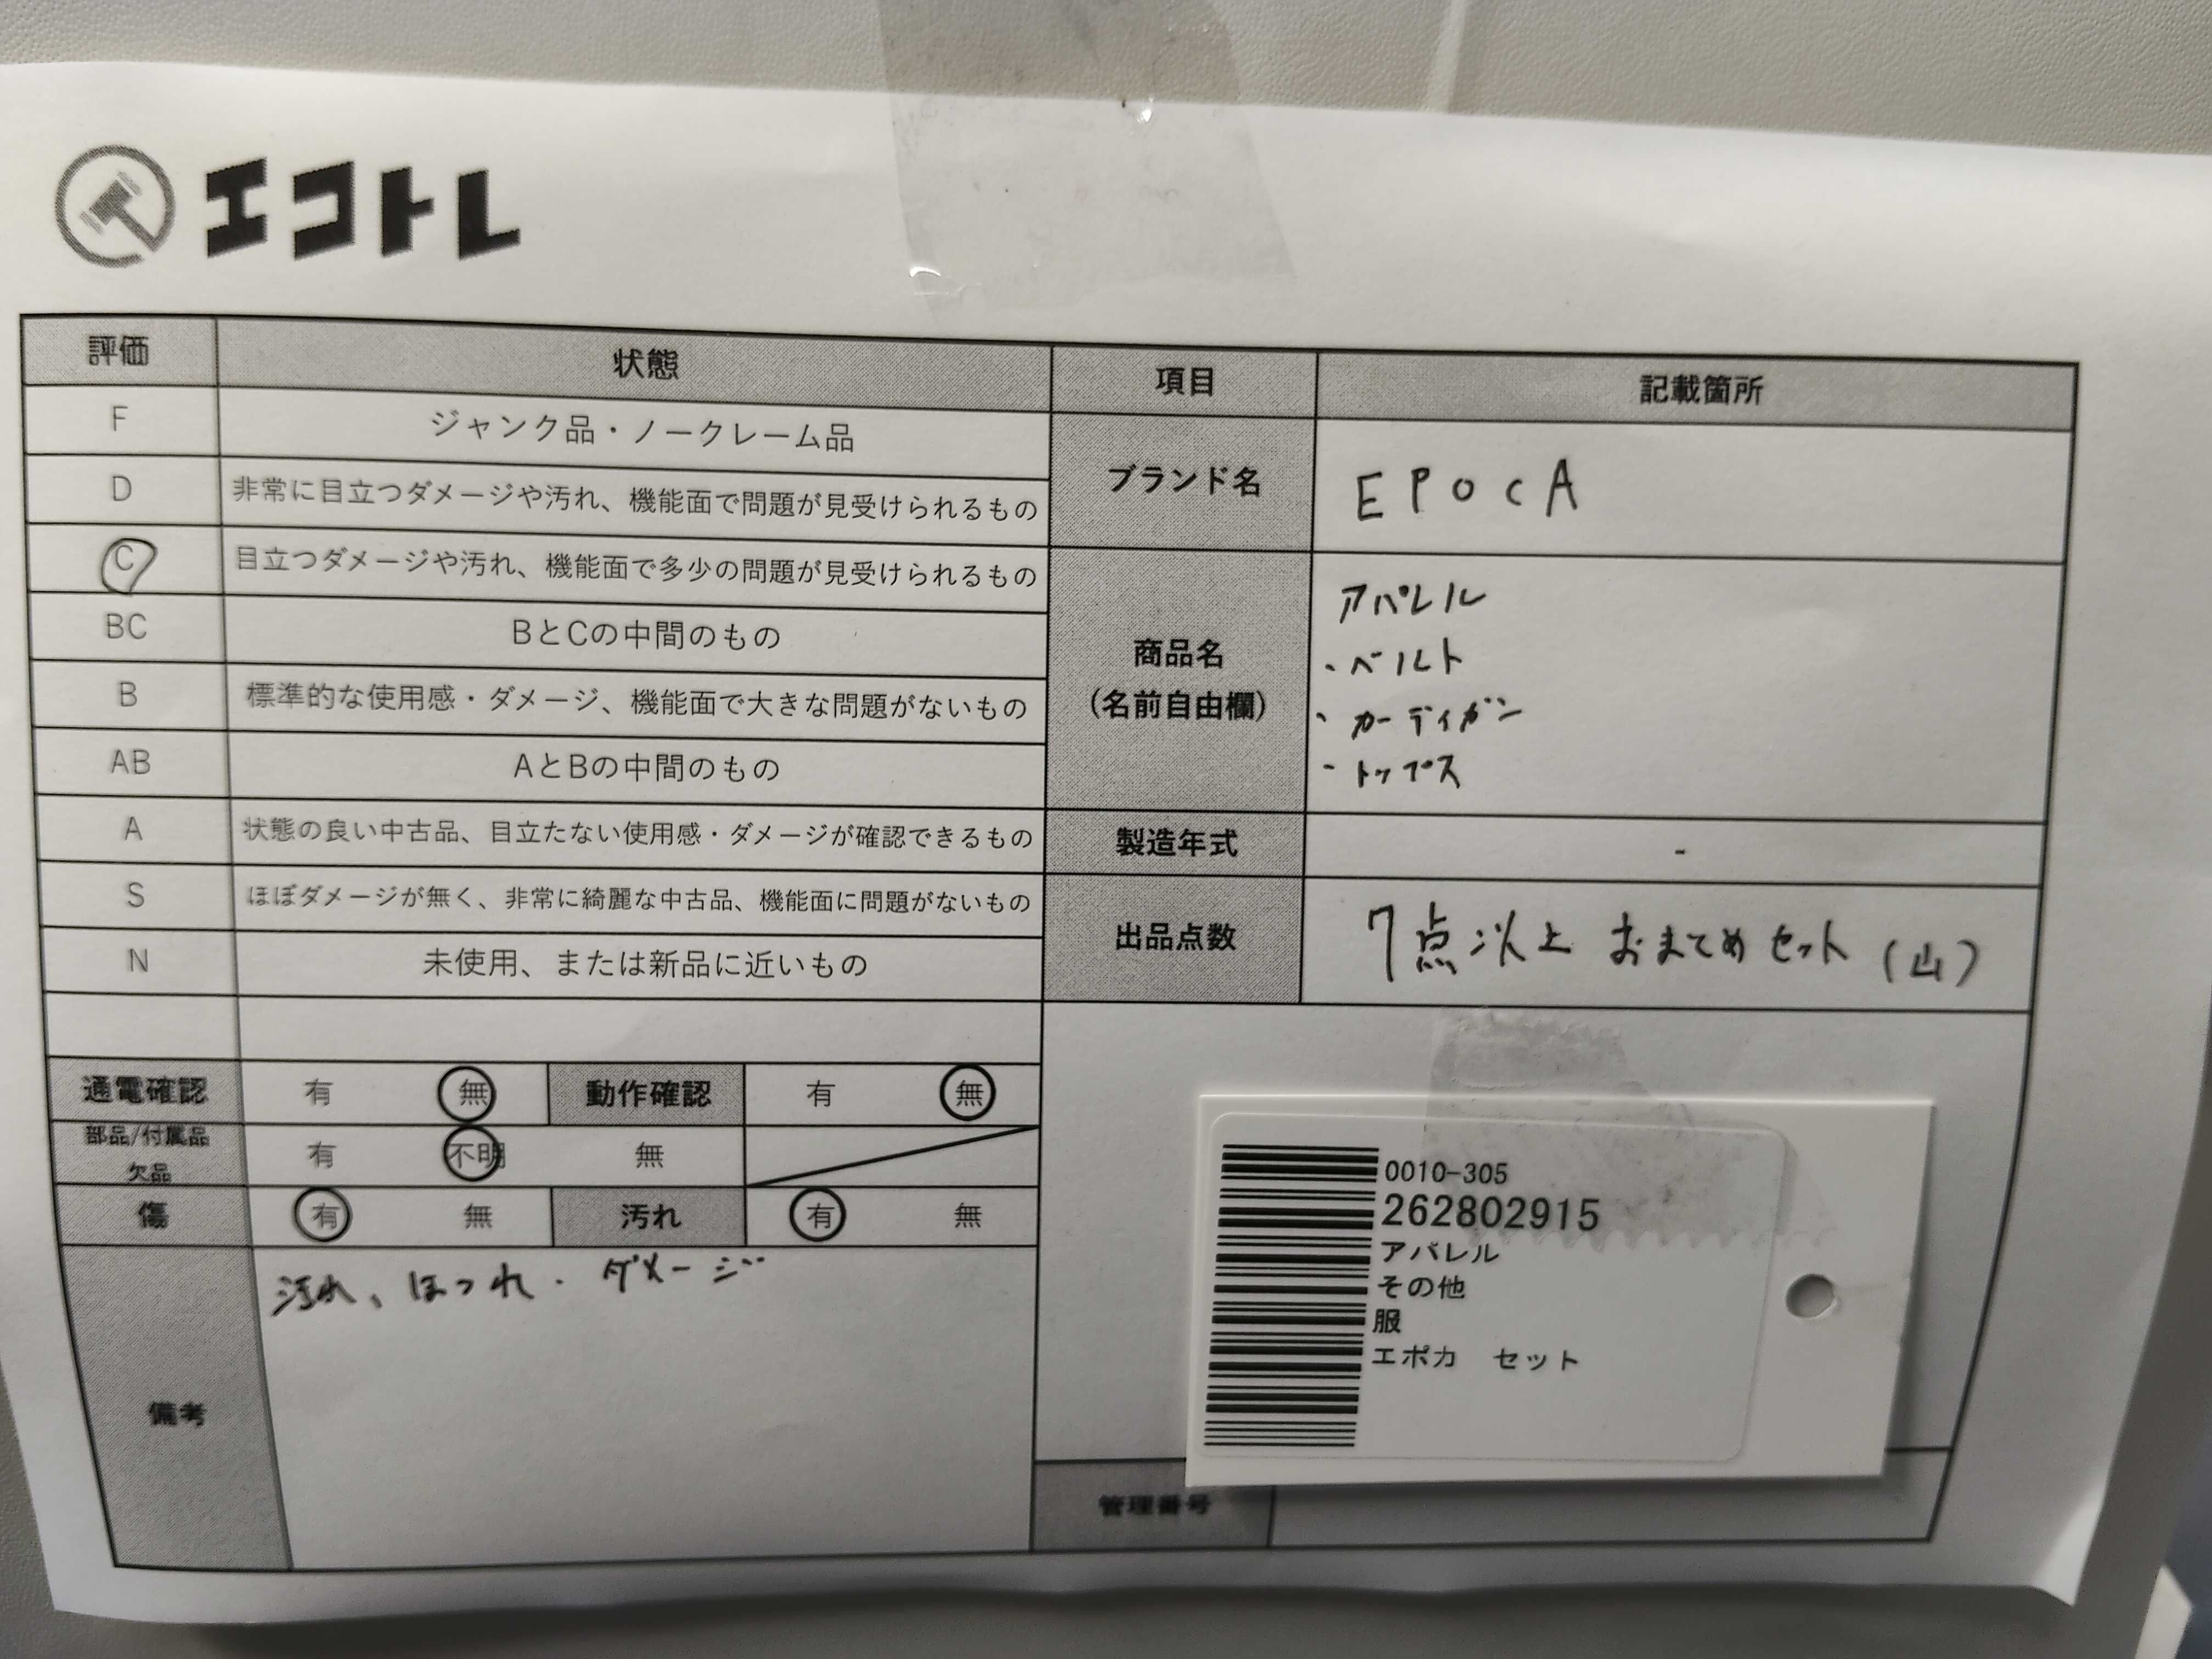 エコトレ
評価 状態 項目 記載箇所
F ジャンク品・ノークレーム品
D 非常に目立つダメージや汚れ、機能面で問題が見受けられるもの
C 目立つダメージや汚れ、機能面で多少の問題が見受けられるもの
BC BとCの中間のもの
B 標準的な使用感・ダメージ、機能面で大きな問題がないもの
AB AとBの中間のもの
A 状態の良い中古品、目立たない使用感・ダメージが確認できるもの
S ほぼダメージが無く、非常に綺麗な中古品、機能面に問題がないもの
N 未使用、または新品に近いもの
ブランド名 EPOCA
商品名
(名前自由欄)
アパレル
・ベルト
・カーディガン
・トップス
製造年式 -
出品点数 7点以上 おまとめセット (山)
通電確認 有 無 動作確認 有 無
部品/付属品
欠品
有 不明 無
傷 有 無 汚れ 有 無
備考
汚れ、ほつれ・ダメージ
0010-305
262802915
アパレル
その他
服
エポカ セット
管理番号